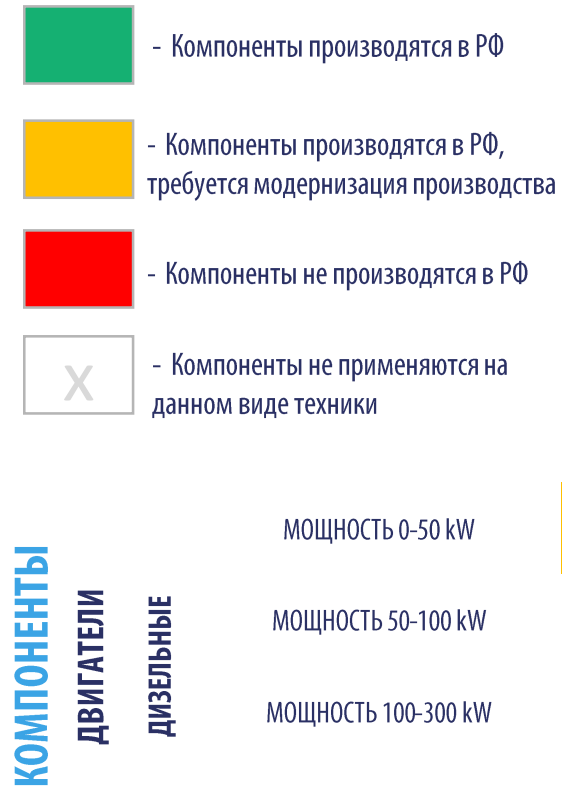 - Компоненты производятся в РФ
- Компоненты производятся в РФ,
требуется модернизация производства
- Компоненты не производятся в РФ
X
- Компоненты не применяются на
данном виде техники
КОМПОНЕНТЫ
ДВИГАТЕЛИ
ДИЗЕЛЬНЫЕ
МОЩНОСТЬ 0-50 kW
МОЩНОСТЬ 50-100 kW
МОЩНОСТЬ 100-300 kW